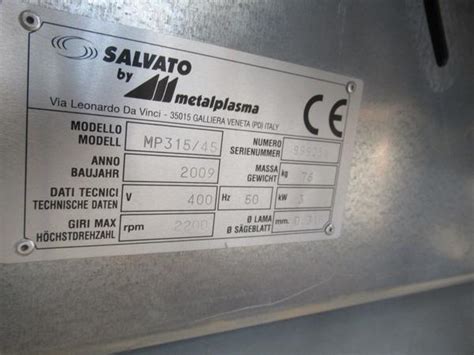 SALVATO
by metalplasma
Via Leonardo Da Vinci - 35015 GALLIERA VENETA (PD) ITALY
CE
MODELLO MP315/45 NUMERO
MODELL SERIENUMMER
ANNO 2009 MASSA kg 76
BAUJAHR GEWICHT
DATI TECNICI V 400 Hz 50 kW 3
TECHNISCHE DATEN
GIRI MAX rpm 2200 Ø LAMA mm.
HÖCHSTDREHZAHL Ø SÄGEBLATT